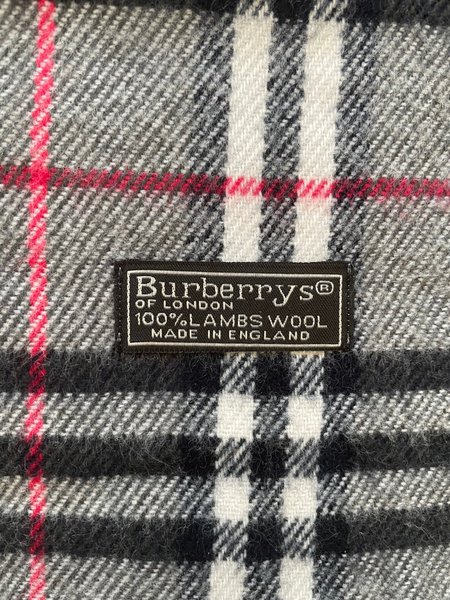 Burberrys®
OF LONDON
100% LAMBS WOOL
MADE IN ENGLAND